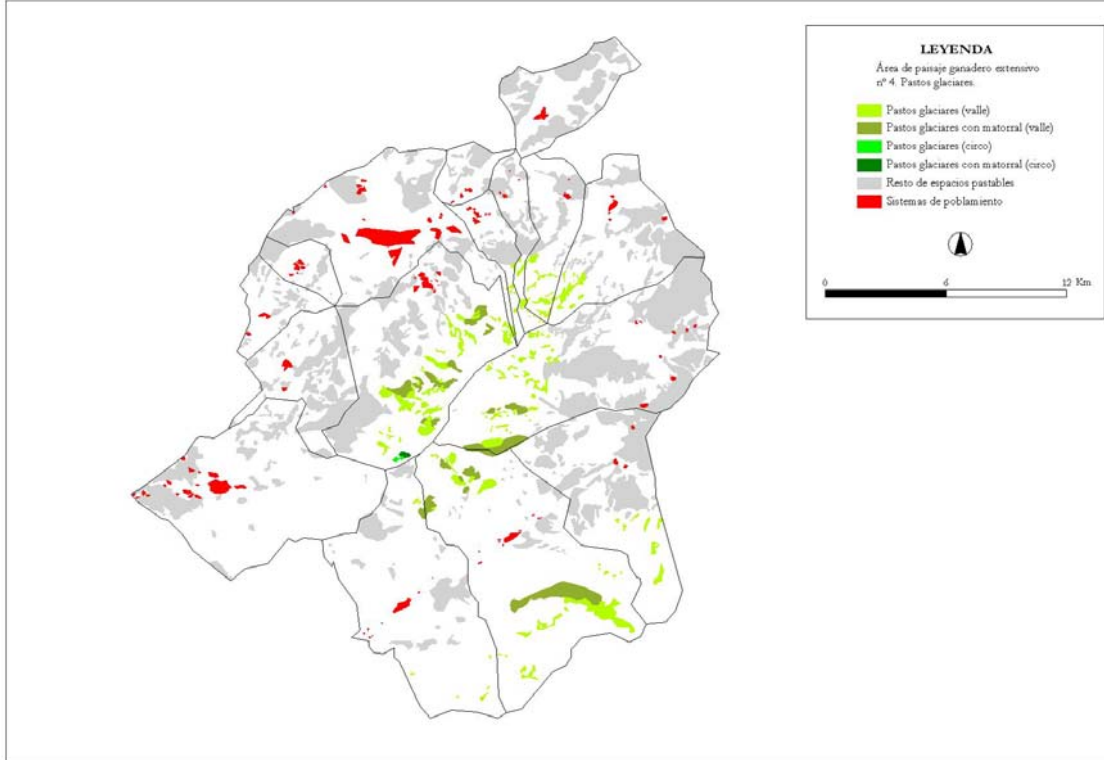 LEYENDA
Área de paisaje ganadero extensivo
nº 4. Pastos glaciares.
Pastos glaciares (valle)
Pastos glaciares con matorral (valle)
Pastos glaciares (circo)
Pastos glaciares con matorral (circo)
Resto de espacios pastables
Sistemas de poblamiento
0 6 12 Km.